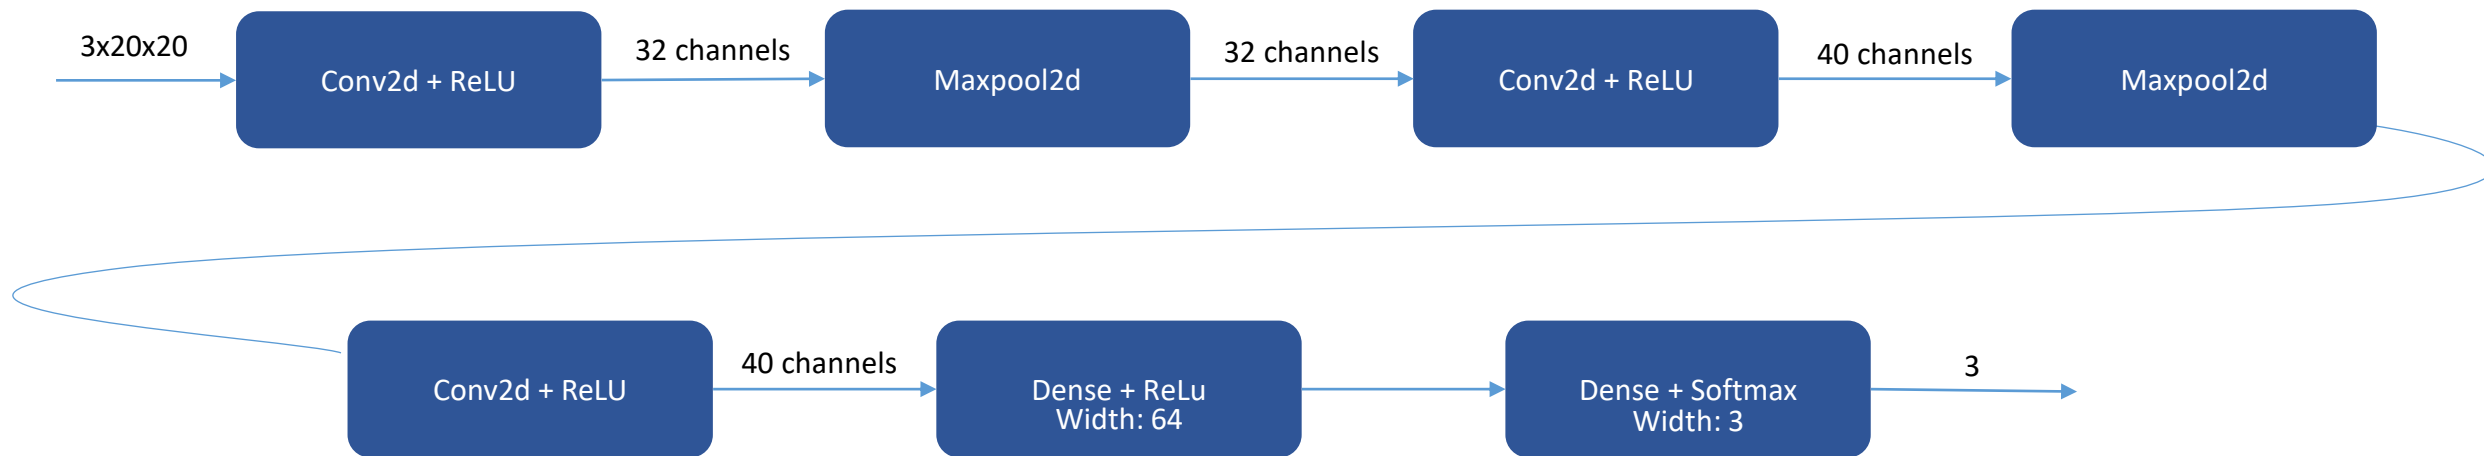 3x20x20
Conv2d + ReLU
32 channels
Maxpool2d
32 channels
Conv2d + ReLU
40 channels
Maxpool2d
Conv2d + ReLU
40 channels
Dense + ReLu
Width: 64
Dense + Softmax
Width: 3
3